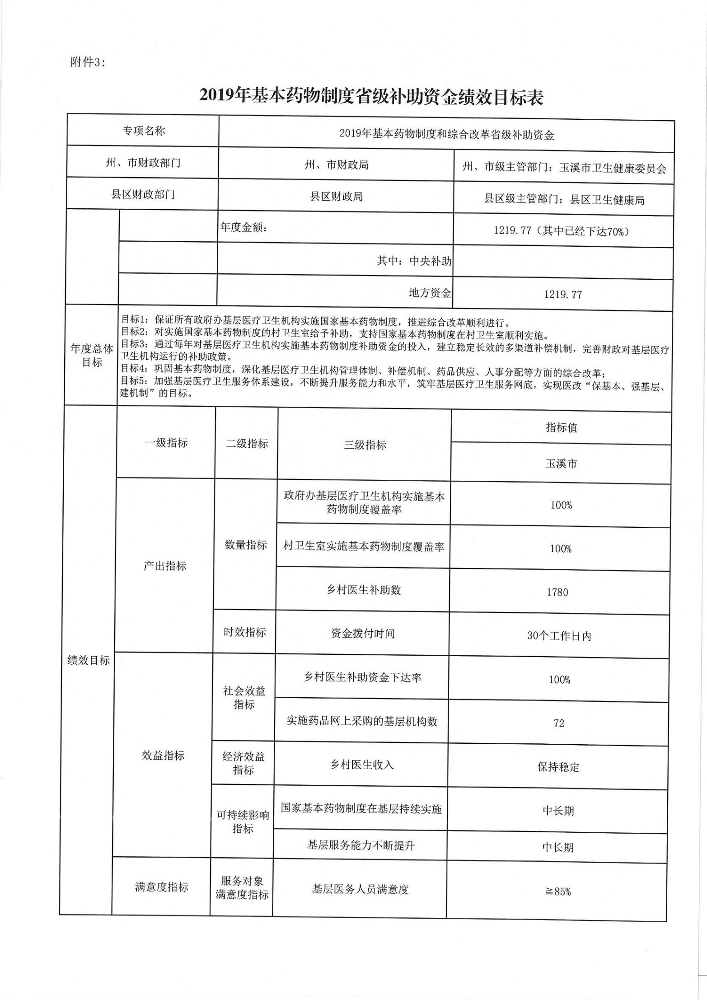 附件3：
2019年基本药物制度省级补助资金绩效目标表
专项名称
2019年基本药物制度和综合改革省级补助资金
州、市财政部门
州、市财政局
州、市级主管部门：玉溪市卫生健康委员会
县区财政部门
县区财政局
县区级主管部门：县区卫生健康局
年度金额：
1219.77（其中已经下达70%）
其中：中央补助
地方资金
1219.77
年度总体
目标
目标1：保证所有政府办基层医疗卫生机构实施国家基本药物制度，推进综合改革顺利进行。
目标2：对实施国家基本药物制度的村卫生室给予补助，支持国家基本药物制度在村卫生室顺利实施。
目标3：通过每年对基层医疗卫生机构实施基本药物制度补助资金的投入，建立稳定长效的多渠道补偿机制，完善财政对基层医疗
卫生机构运行的补助政策。
目标4：巩固基本药物制度，深化基层医疗卫生机构管理体制、补偿机制、药品供应、人事分配等方面的综合改革；
目标5：加强基层医疗卫生服务体系建设，不断提升服务能力和水平，筑牢基层医疗卫生服务网底，实现医改“保基本、强基层、
建机制”的目标。
绩效目标
一级指标
二级指标
三级指标
指标值
玉溪市
产出指标
数量指标
政府办基层医疗卫生机构实施基本
药物制度覆盖率
100%
村卫生室实施基本药物制度覆盖率
100%
乡村医生补助数
1780
时效指标
资金拨付时间
30个工作日内
效益指标
社会效益
指标
乡村医生补助资金下达率
100%
实施药品网上采购的基层机构数
72
经济效益
指标
乡村医生收入
保持稳定
可持续影响
指标
国家基本药物制度在基层持续实施
中长期
基层服务能力不断提升
中长期
满意度指标
服务对象
满意度指标
基层医务人员满意度
≧85%